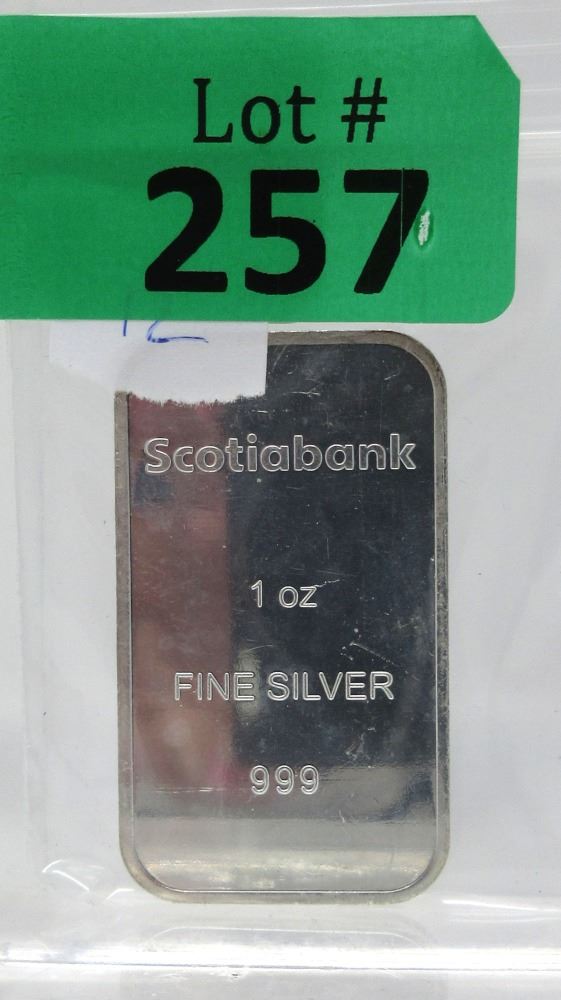 Lot #
257
Scotiabank
1 oz
FINE SILVER
999